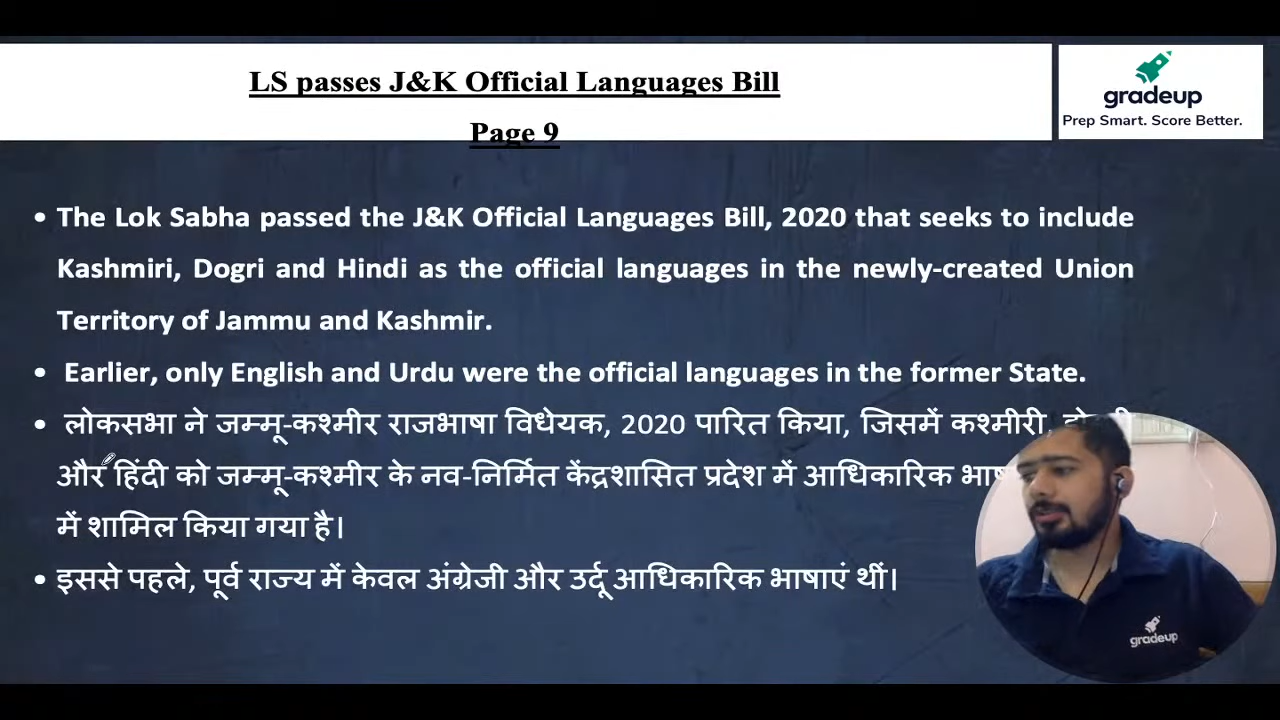 LS passes J&K Official Languages Bill
Page 9
gradeup
Prep Smart. Score Better.
• The Lok Sabha passed the J&K Official Languages Bill, 2020 that seeks to include
Kashmiri, Dogri and Hindi as the official languages in the newly-created Union
Territory of Jammu and Kashmir.
• Earlier, only English and Urdu were the official languages in the former State.
• लोकसभा ने जम्मू-कश्मीर राजभाषा विधेयक, 2020 पारित किया, जिसमें कश्मीरी,
और हिंदी को जम्मू-कश्मीर के नव-निर्मित केंद्रशासित प्रदेश में आधिकारिक
में शामिल किया गया है।
• इससे पहले, पूर्व राज्य में केवल अंग्रेजी और उर्दू आधिकारिक भाषाएं थीं।
gradeup